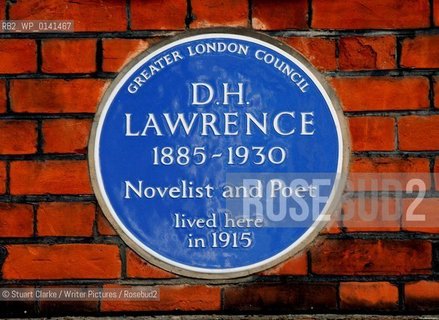 RB2_WP_0141467
GREATER LONDON COUNCIL
D.H.
LAWRENCE
1885-1930
Novelist and Poet
lived here
in 1915
ROSEBUD2
© Stuart Clarke / Writer Pictures / Rosebud2